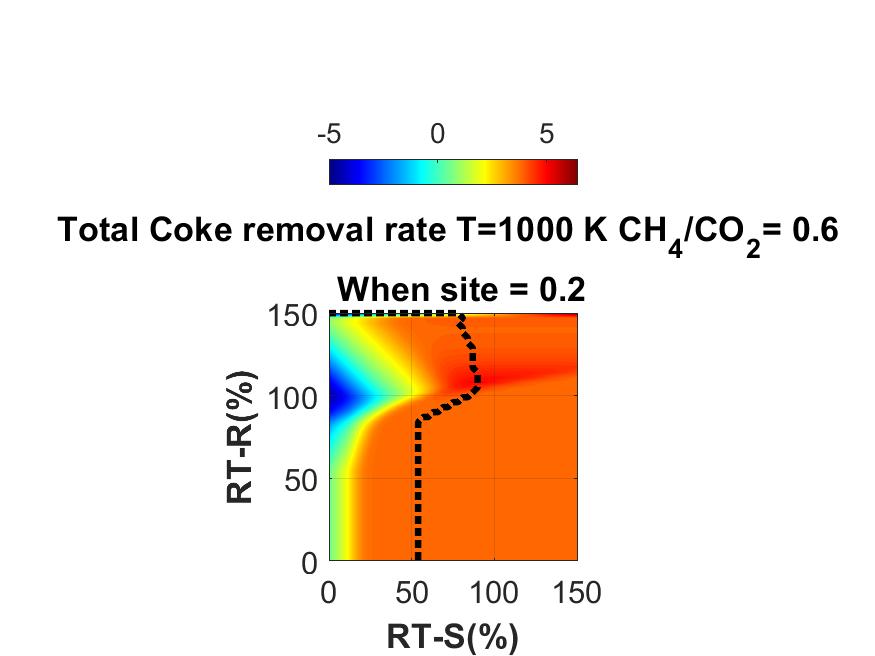 -5 0 5
Total Coke removal rate T=1000 K CH4/CO2= 0.6
When site = 0.2
150
100
50
0
RT-R(%)
0 50 100 150
RT-S(%)